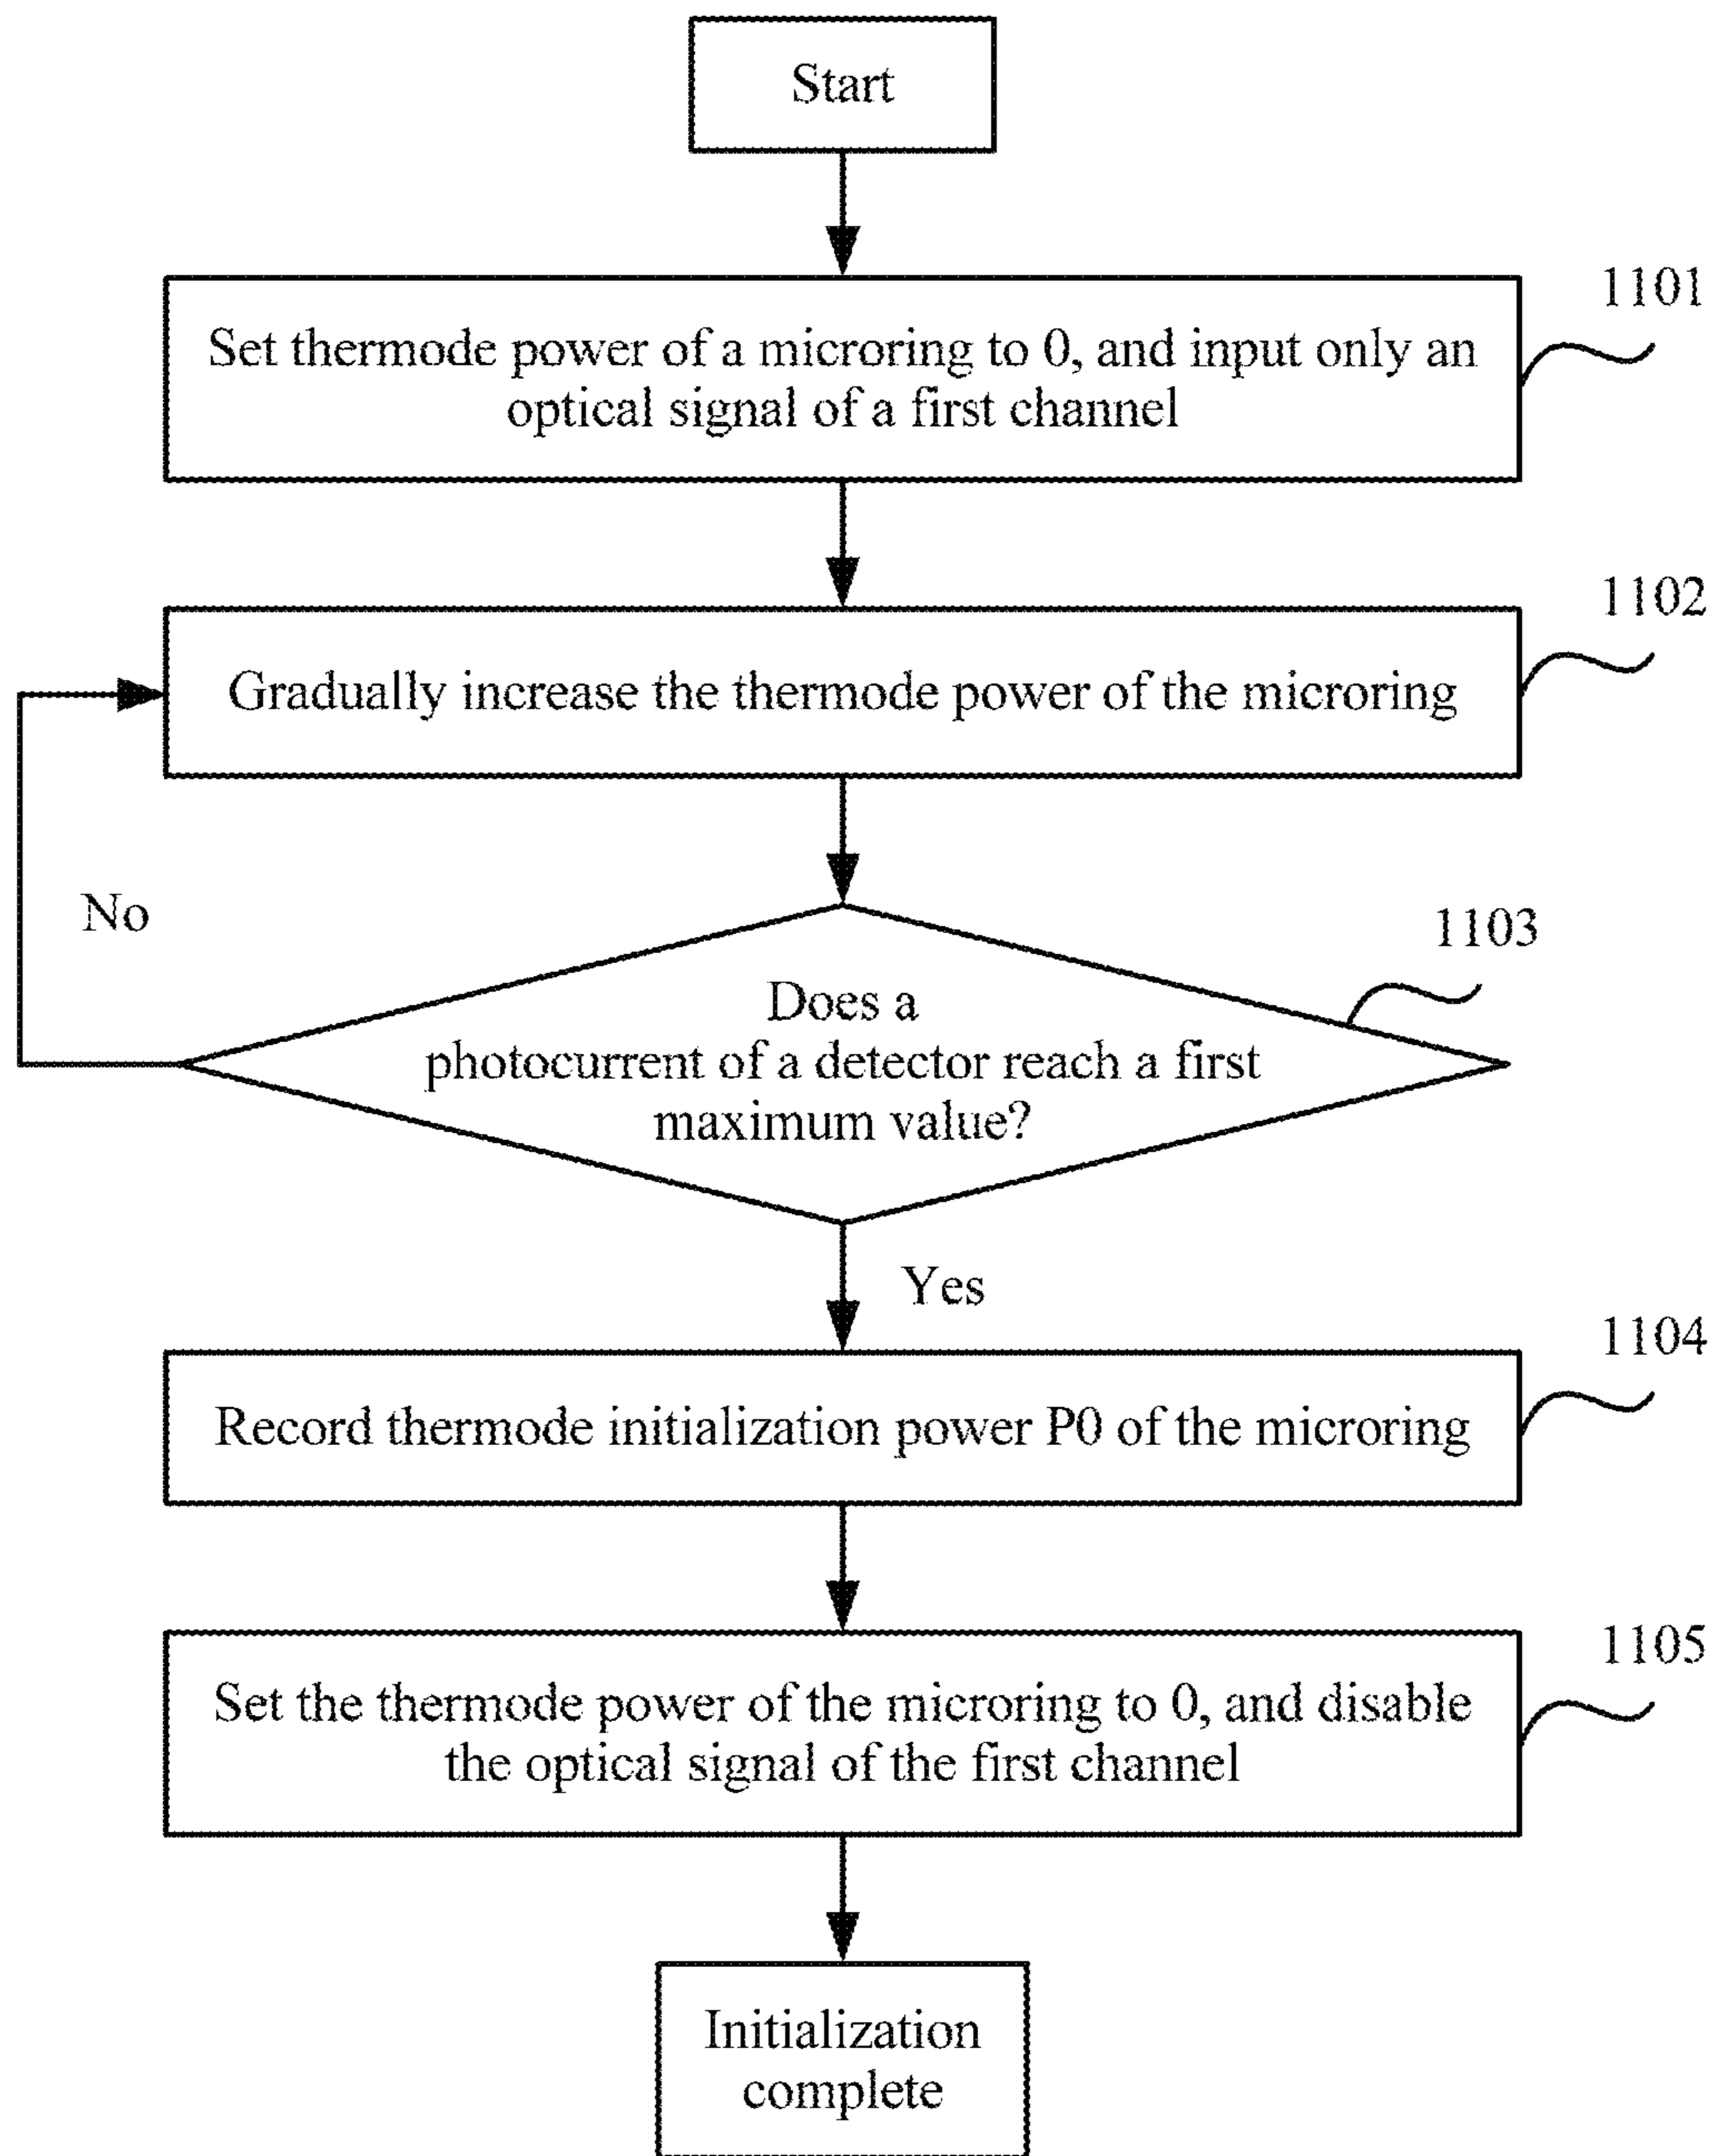 Start
1101
Set thermode power of a microring to 0, and input only an
optical signal of a first channel
1102
Gradually increase the thermode power of the microring
No
1103
Does a
photocurrent of a detector reach a first
maximum value?
Yes
1104
Record thermode initialization power P0 of the microring
1105
Set the thermode power of the microring to 0, and disable
the optical signal of the first channel
Initialization
complete